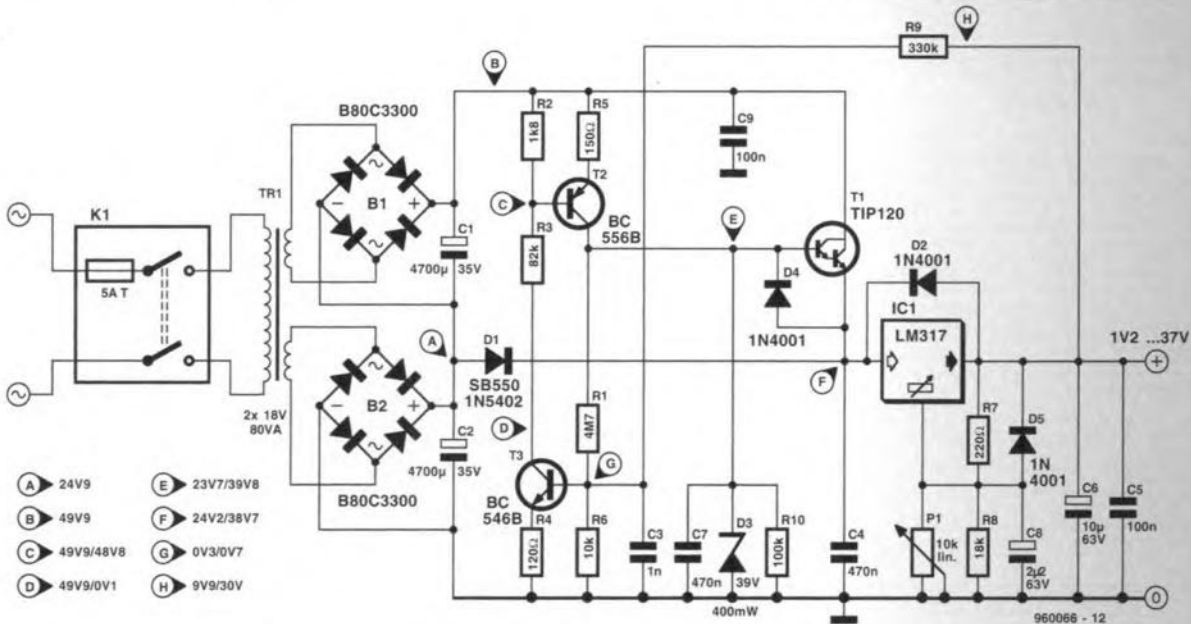 H
R9
330k
B
B80C3300
R2
1k8
R5
150Ω
C9
100n
T2
C
T1
TIP120
TR1
~
B1
~
−
+
K1
5A T
~
~
C1
4700µ
35V
R3
82k
BC
556B
E
D4
1N4001
D2
1N4001
IC1
LM317
A
D1
SB550
1N5402
F
1V2 ...37V
+
~
B2
~
−
+
2x 18V
80VA
C2
4700µ
35V
B80C3300
D
R1
4M7
G
T3
BC
546B
R4
120Ω
R6
10k
C3
1n
C7
470n
D3
39V
400mW
R10
100k
C4
470n
R7
220Ω
D5
1N
4001
P1
10k
lin.
R8
18k
C8
2µ2
63V
C6
10µ
63V
C5
100n
0
A 24V9
B 49V9
C 49V9/48V8
D 49V9/0V1
E 23V7/39V8
F 24V2/38V7
G 0V3/0V7
H 9V9/30V
960066 - 12